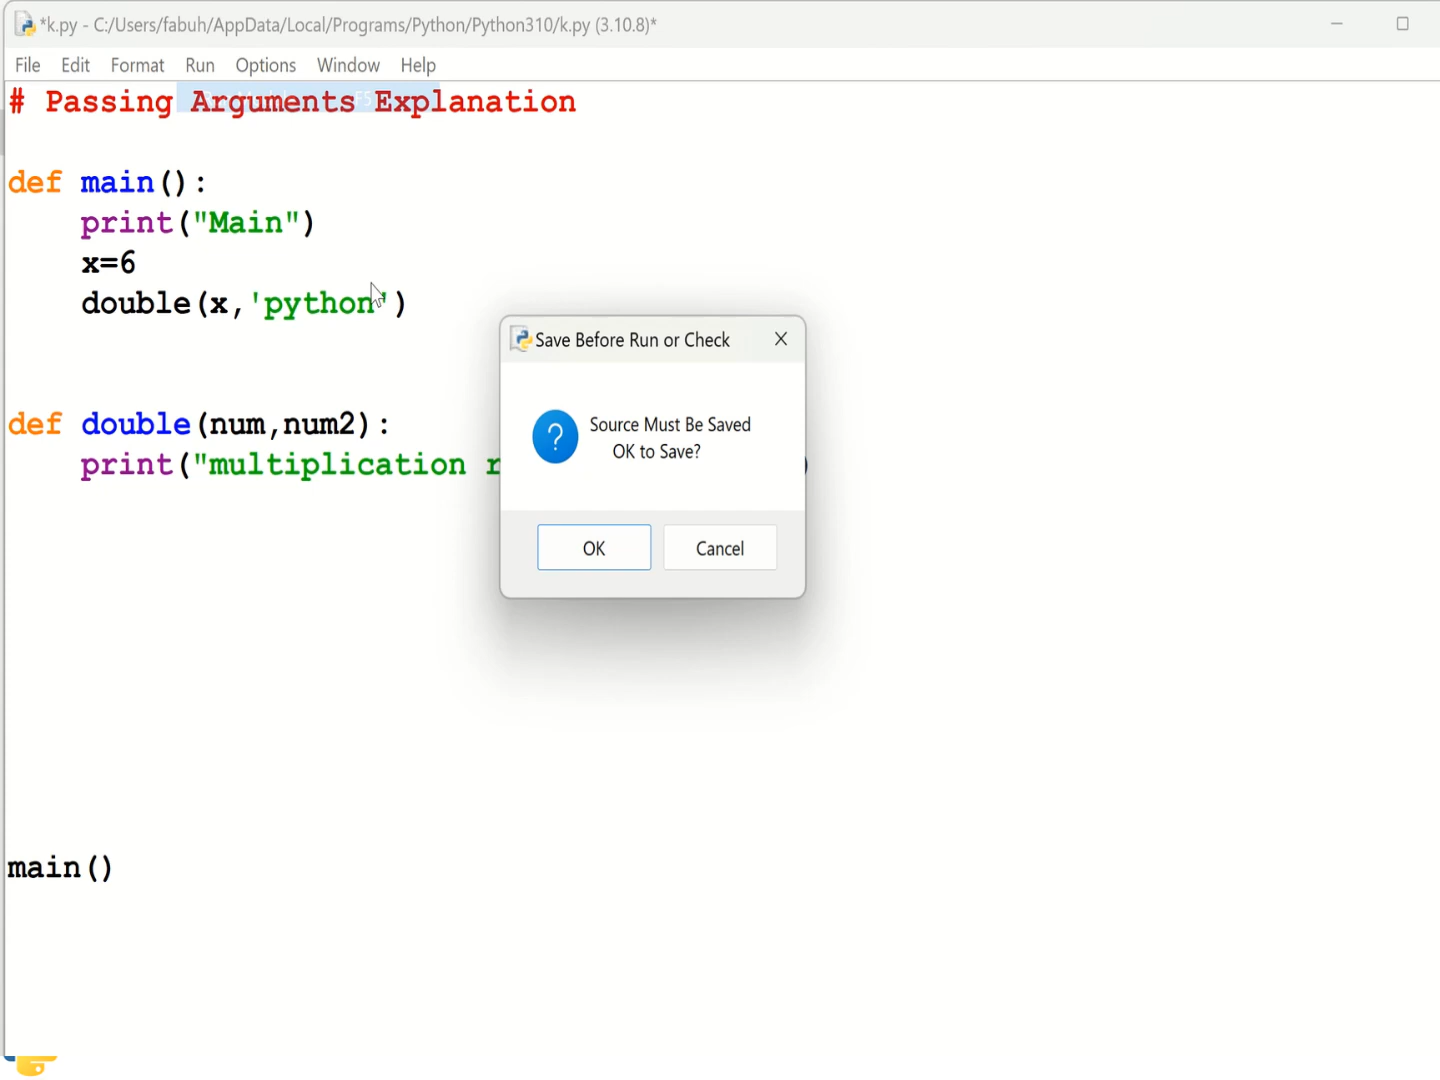 *k.py - C:/Users/fabuh/AppData/Local/Programs/Python/Python310/k.py (3.10.8)*
File Edit Format Run Options Window Help
# Passing Arguments Explanation
def main():
    print("Main")
    x=6
    double(x,'python')
def double(num,num2):
    print("multiplication
Save Before Run or Check
Source Must Be Saved
OK to Save?
OK Cancel
main()